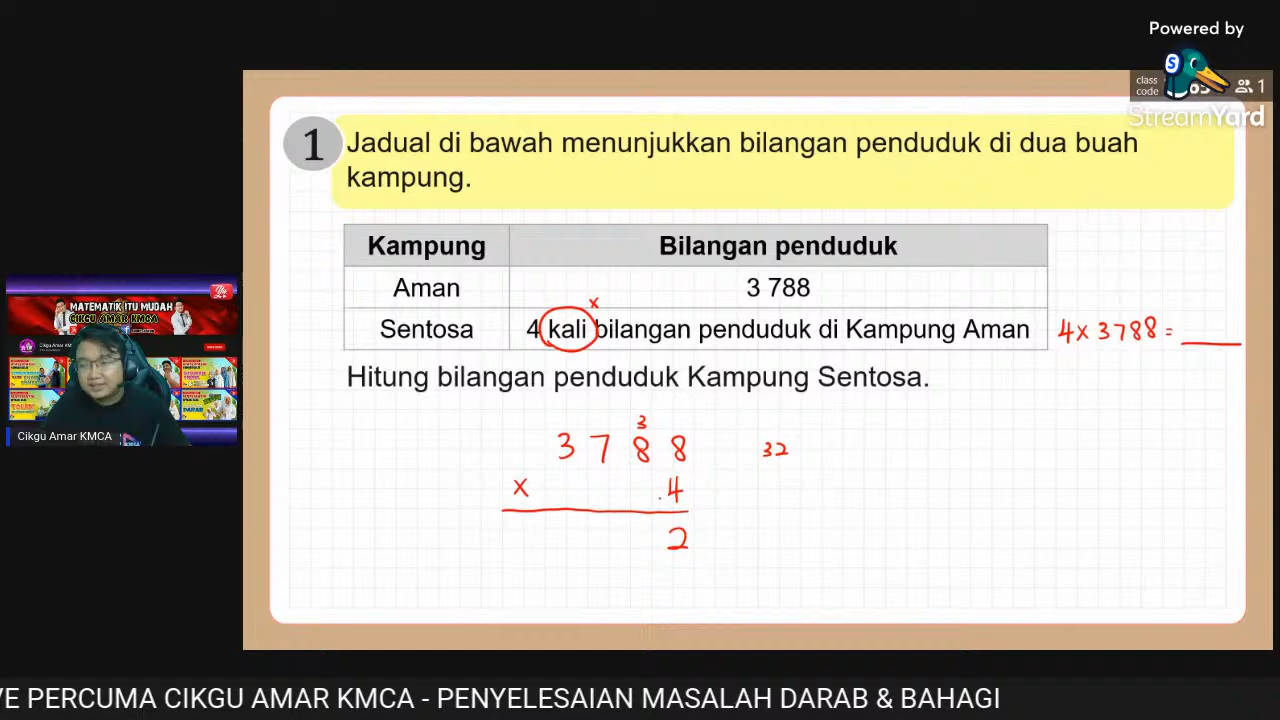 Powered by
class
code
1
StreamYard
1 Jadual di bawah menunjukkan bilangan penduduk di dua buah
kampung.
Kampung Bilangan penduduk
Aman 3 788
x
Sentosa 4 kali bilangan penduduk di Kampung Aman 4 x 3788 = ____
Hitung bilangan penduduk Kampung Sentosa.
3
3 7 8 8 32
x 4
2
MATEMATIK ITU MUDAH
CIKGU AMAR KMCA
Cikgu Amar KMCA
VE PERCUMA CIKGU AMAR KMCA - PENYELESAIAN MASALAH DARAB & BAHAGI